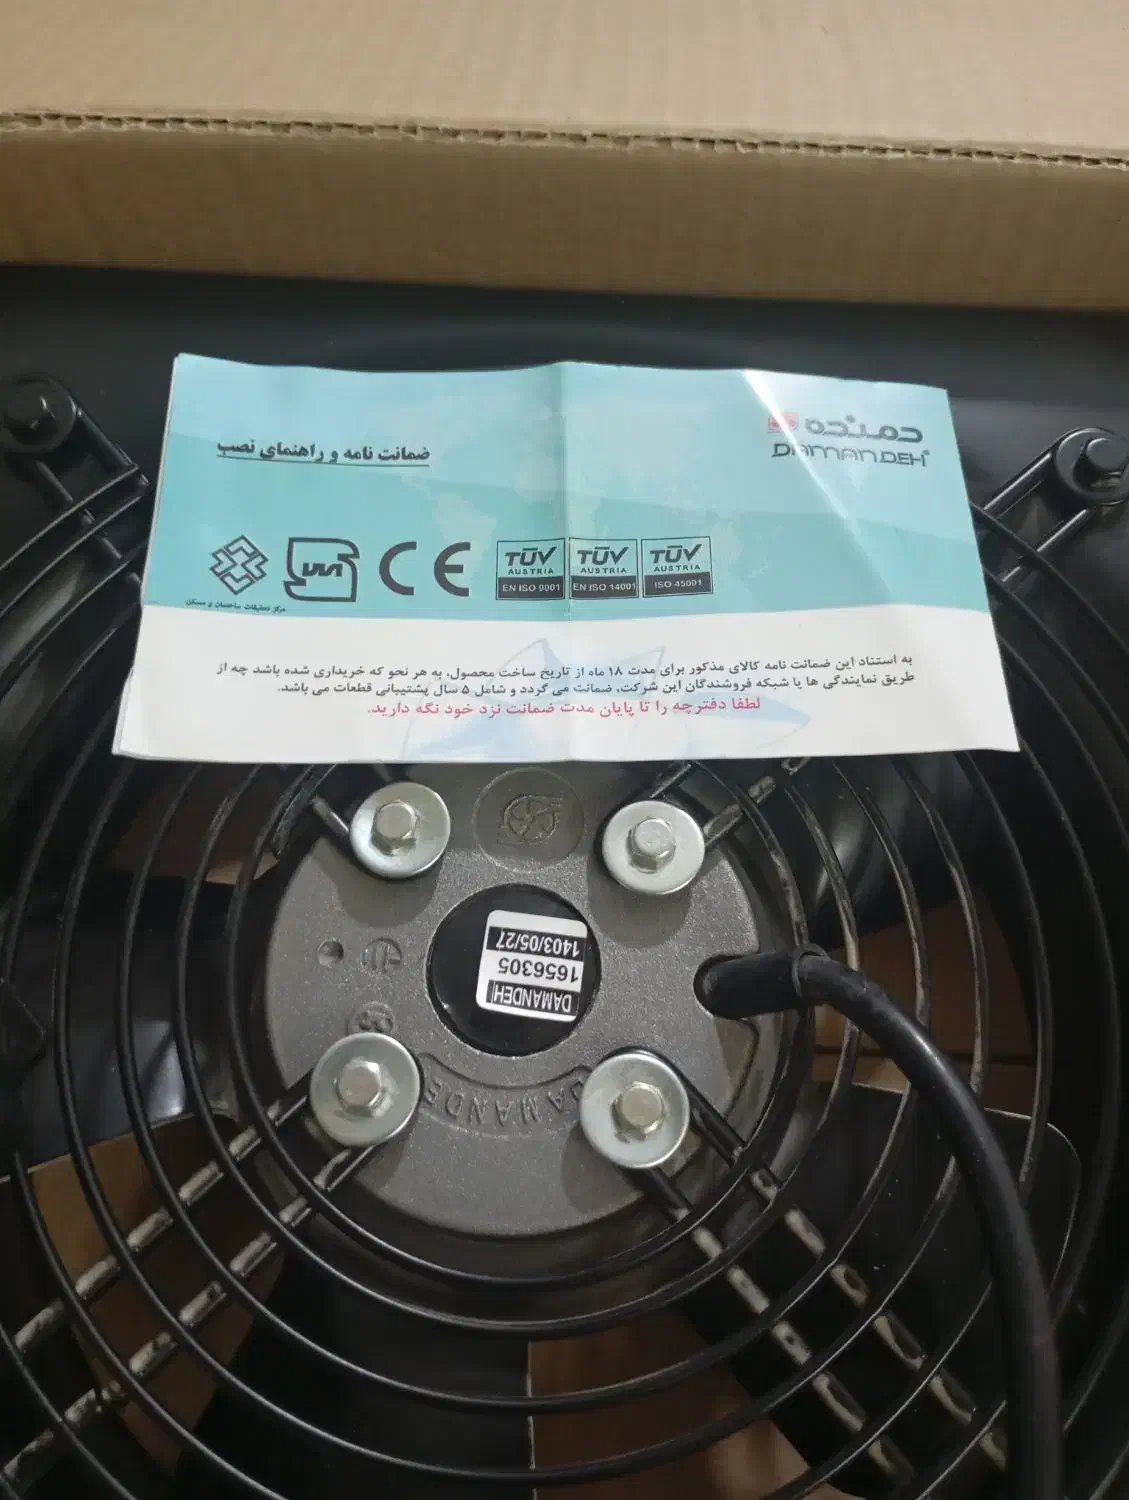 دمنده
DAMANDEH
ضمانت نامه و راهنمای نصب
CE
TÜV
AUSTRIA
EN ISO 9001
TÜV
AUSTRIA
EN ISO 14001
TÜV
AUSTRIA
ISO 45001
مرکز تحقیقات ساختمان و مسکن
به استناد این ضمانت نامه کالای مذکور برای مدت ۱۸ ماه از تاریخ ساخت محصول، به هر نحو که خریداری شده باشد چه از
طریق نمایندگی ها یا شبکه فروشندگان این شرکت، ضمانت می گردد و شامل ۵ سال پشتیبانی قطعات می باشد.
لطفا دفترچه را تا پایان مدت ضمانت نزد خود نگه دارید.
DAMANDEH
1656305
1403/05/27
DAMANDE